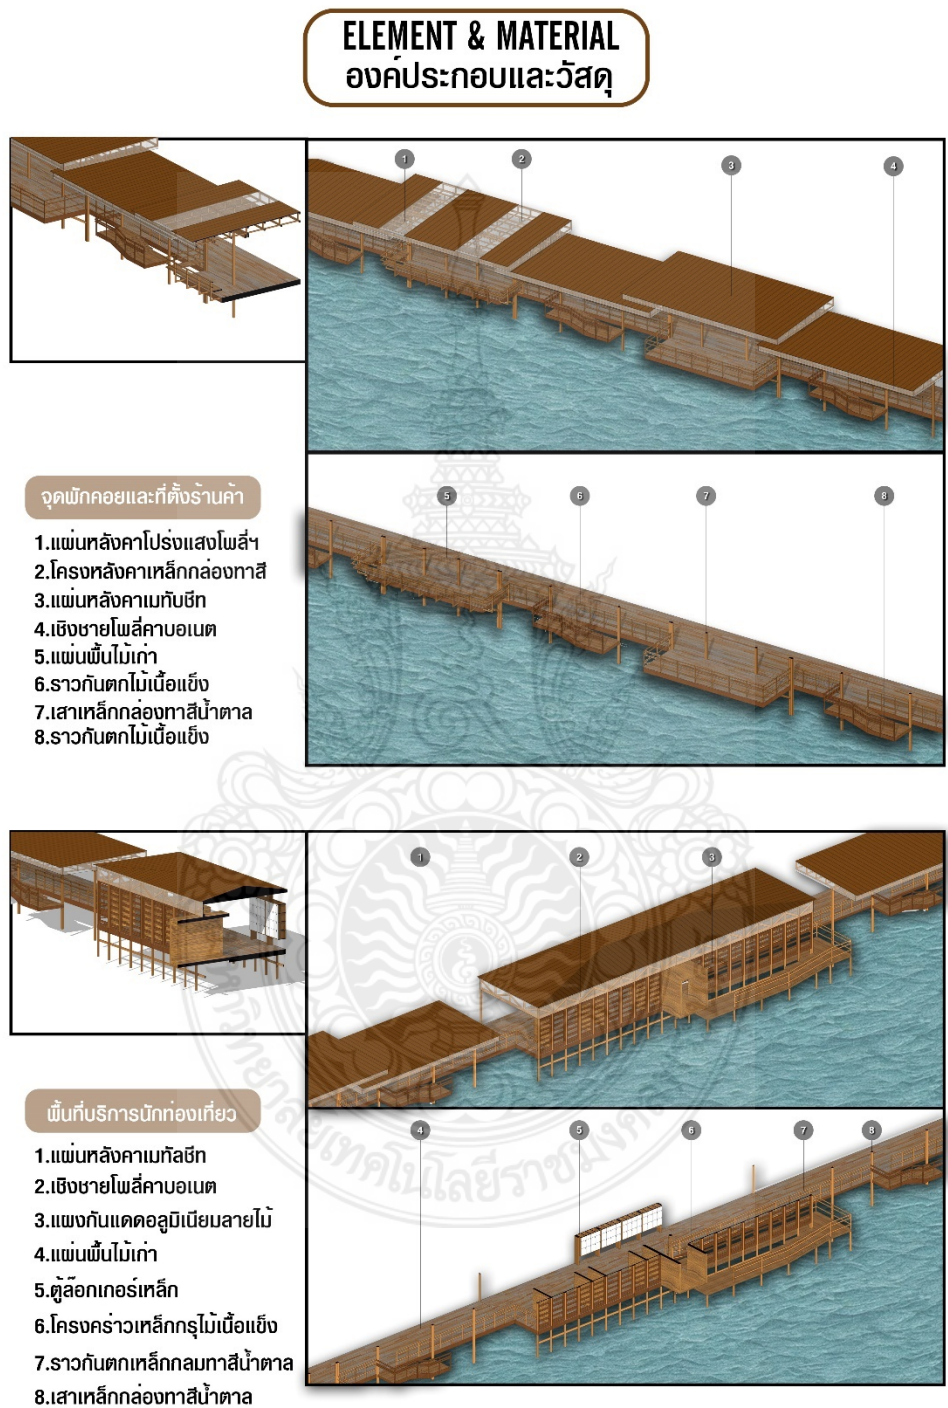 ELEMENT & MATERIAL
องค์ประกอบและวัสดุ
1 2 3 4
5 6 7 8
จุดพักคอยและที่ตั้งร้านค้า
1.แผ่นหลังคาโปร่งแสงโพลี่ฯ
2.โครงหลังคาเหล็กกล่องทาสี
3.แผ่นหลังคาเมทับชีท
4.เชิงชายโพลี่คาบอเนต
5.แผ่นพื้นไม้เก่า
6.ราวกันตกไม้เนื้อแข็ง
7.เสาเหล็กกล่องทาสีน้ำตาล
8.ราวกันตกไม้เนื้อแข็ง
1 2 3
4 5 6 7 8
พื้นที่บริการนักท่องเที่ยว
1.แผ่นหลังคาเมทัลชีท
2.เชิงชายโพลี่คาบอเนต
3.แผงกันแดดอลูมิเนียมลายไม้
4.แผ่นพื้นไม้เก่า
5.ตู้ล๊อกเกอร์เหล็ก
6.โครงคร่าวเหล็กกรุไม้เนื้อแข็ง
7.ราวกันตกเหล็กกลมทาสีน้ำตาล
8.เสาเหล็กกล่องทาสีน้ำตาล